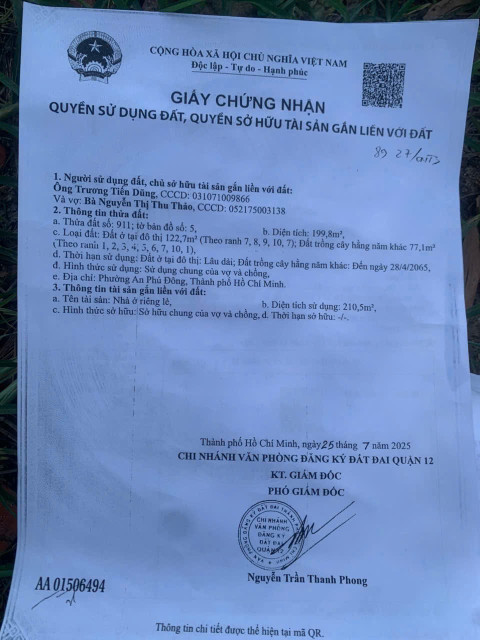 CỘNG HÒA XÃ HỘI CHỦ NGHĨA VIỆT NAM
Độc lập - Tự do - Hạnh phúc
GIẤY CHỨNG NHẬN
QUYỀN SỬ DỤNG ĐẤT, QUYỀN SỞ HỮU TÀI SẢN GẮN LIỀN VỚI ĐẤT
89 27/
1. Người sử dụng đất, chủ sở hữu tài sản gắn liền với đất:
Ông Trương Tiến Dũng, CCCD: 031071009866
Và vợ: Bà Nguyễn Thị Thu Thảo, CCCD: 052175003138
2. Thông tin thửa đất:
a. Thửa đất số: 911; tờ bản đồ số: 5, b. Diện tích: 199,8m²,
c. Loại đất: Đất ở tại đô thị 122,7m² (Theo ranh 7, 8, 9, 10, 7); Đất trồng cây hằng năm khác 77,1m²
(Theo ranh 1, 2, 3, 4, 5, 6, 7, 10, 1),
d. Thời hạn sử dụng: Đất ở tại đô thị: Lâu dài; Đất trồng cây hằng năm khác: Đến ngày 28/4/2065,
đ. Hình thức sử dụng: Sử dụng chung của vợ và chồng,
e. Địa chỉ: Phường An Phú Đông, Thành phố Hồ Chí Minh.
3. Thông tin tài sản gắn liền với đất:
a. Tên tài sản: Nhà ở riêng lẻ, b. Diện tích sử dụng: 210,5m²,
c. Hình thức sở hữu: Sở hữu chung của vợ và chồng, d. Thời hạn sở hữu: -/-.
Thành phố Hồ Chí Minh, ngày 25 tháng 7 năm 2025
CHI NHÁNH VĂN PHÒNG ĐĂNG KÝ ĐẤT ĐAI QUẬN 12
KT. GIÁM ĐỐC
PHÓ GIÁM ĐỐC
CHI NHÁNH
VĂN PHÒNG
ĐĂNG KÝ
ĐẤT ĐAI
QUẬN 12
Nguyễn Trần Thanh Phong
AA 01506494
Thông tin chi tiết được thể hiện tại mã QR.